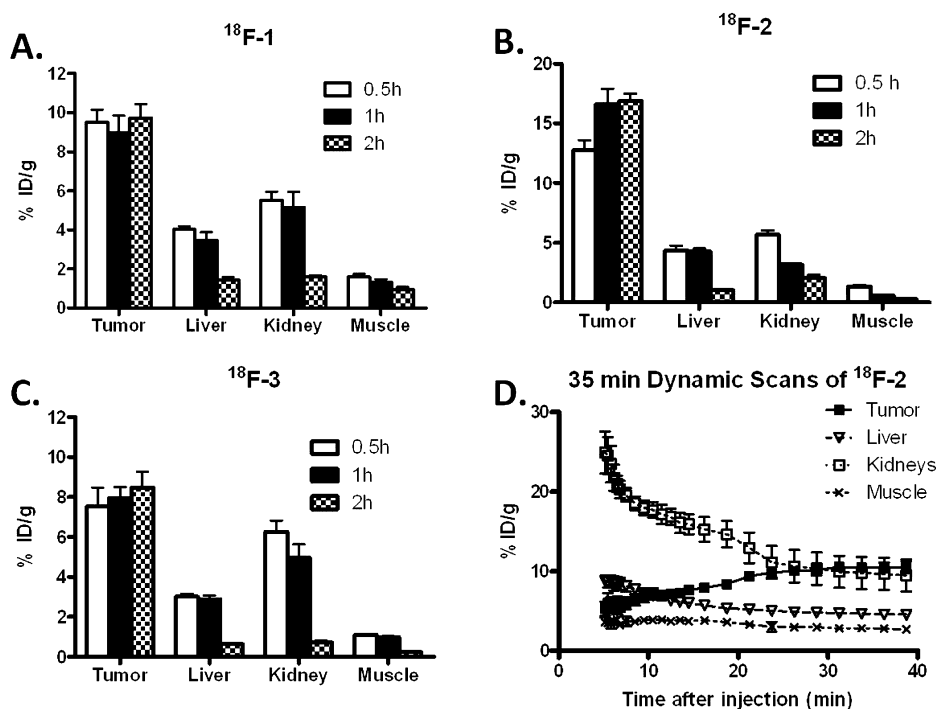 A.
¹⁸F-1
% ID/g
12
10
8
6
4
2
0
0.5h
1h
2h
Tumor Liver Kidney Muscle
B.
¹⁸F-2
% ID/g
20
15
10
5
0
0.5 h
1h
2h
Tumor Liver Kidney Muscle
C.
¹⁸F-3
% ID/g
12
10
8
6
4
2
0
0.5h
1h
2h
Tumor Liver Kidney Muscle
D.
35 min Dynamic Scans of ¹⁸F-2
% ID/g
30
20
10
0
Tumor
Liver
Kidneys
Muscle
0 10 20 30 40
Time after injection (min)